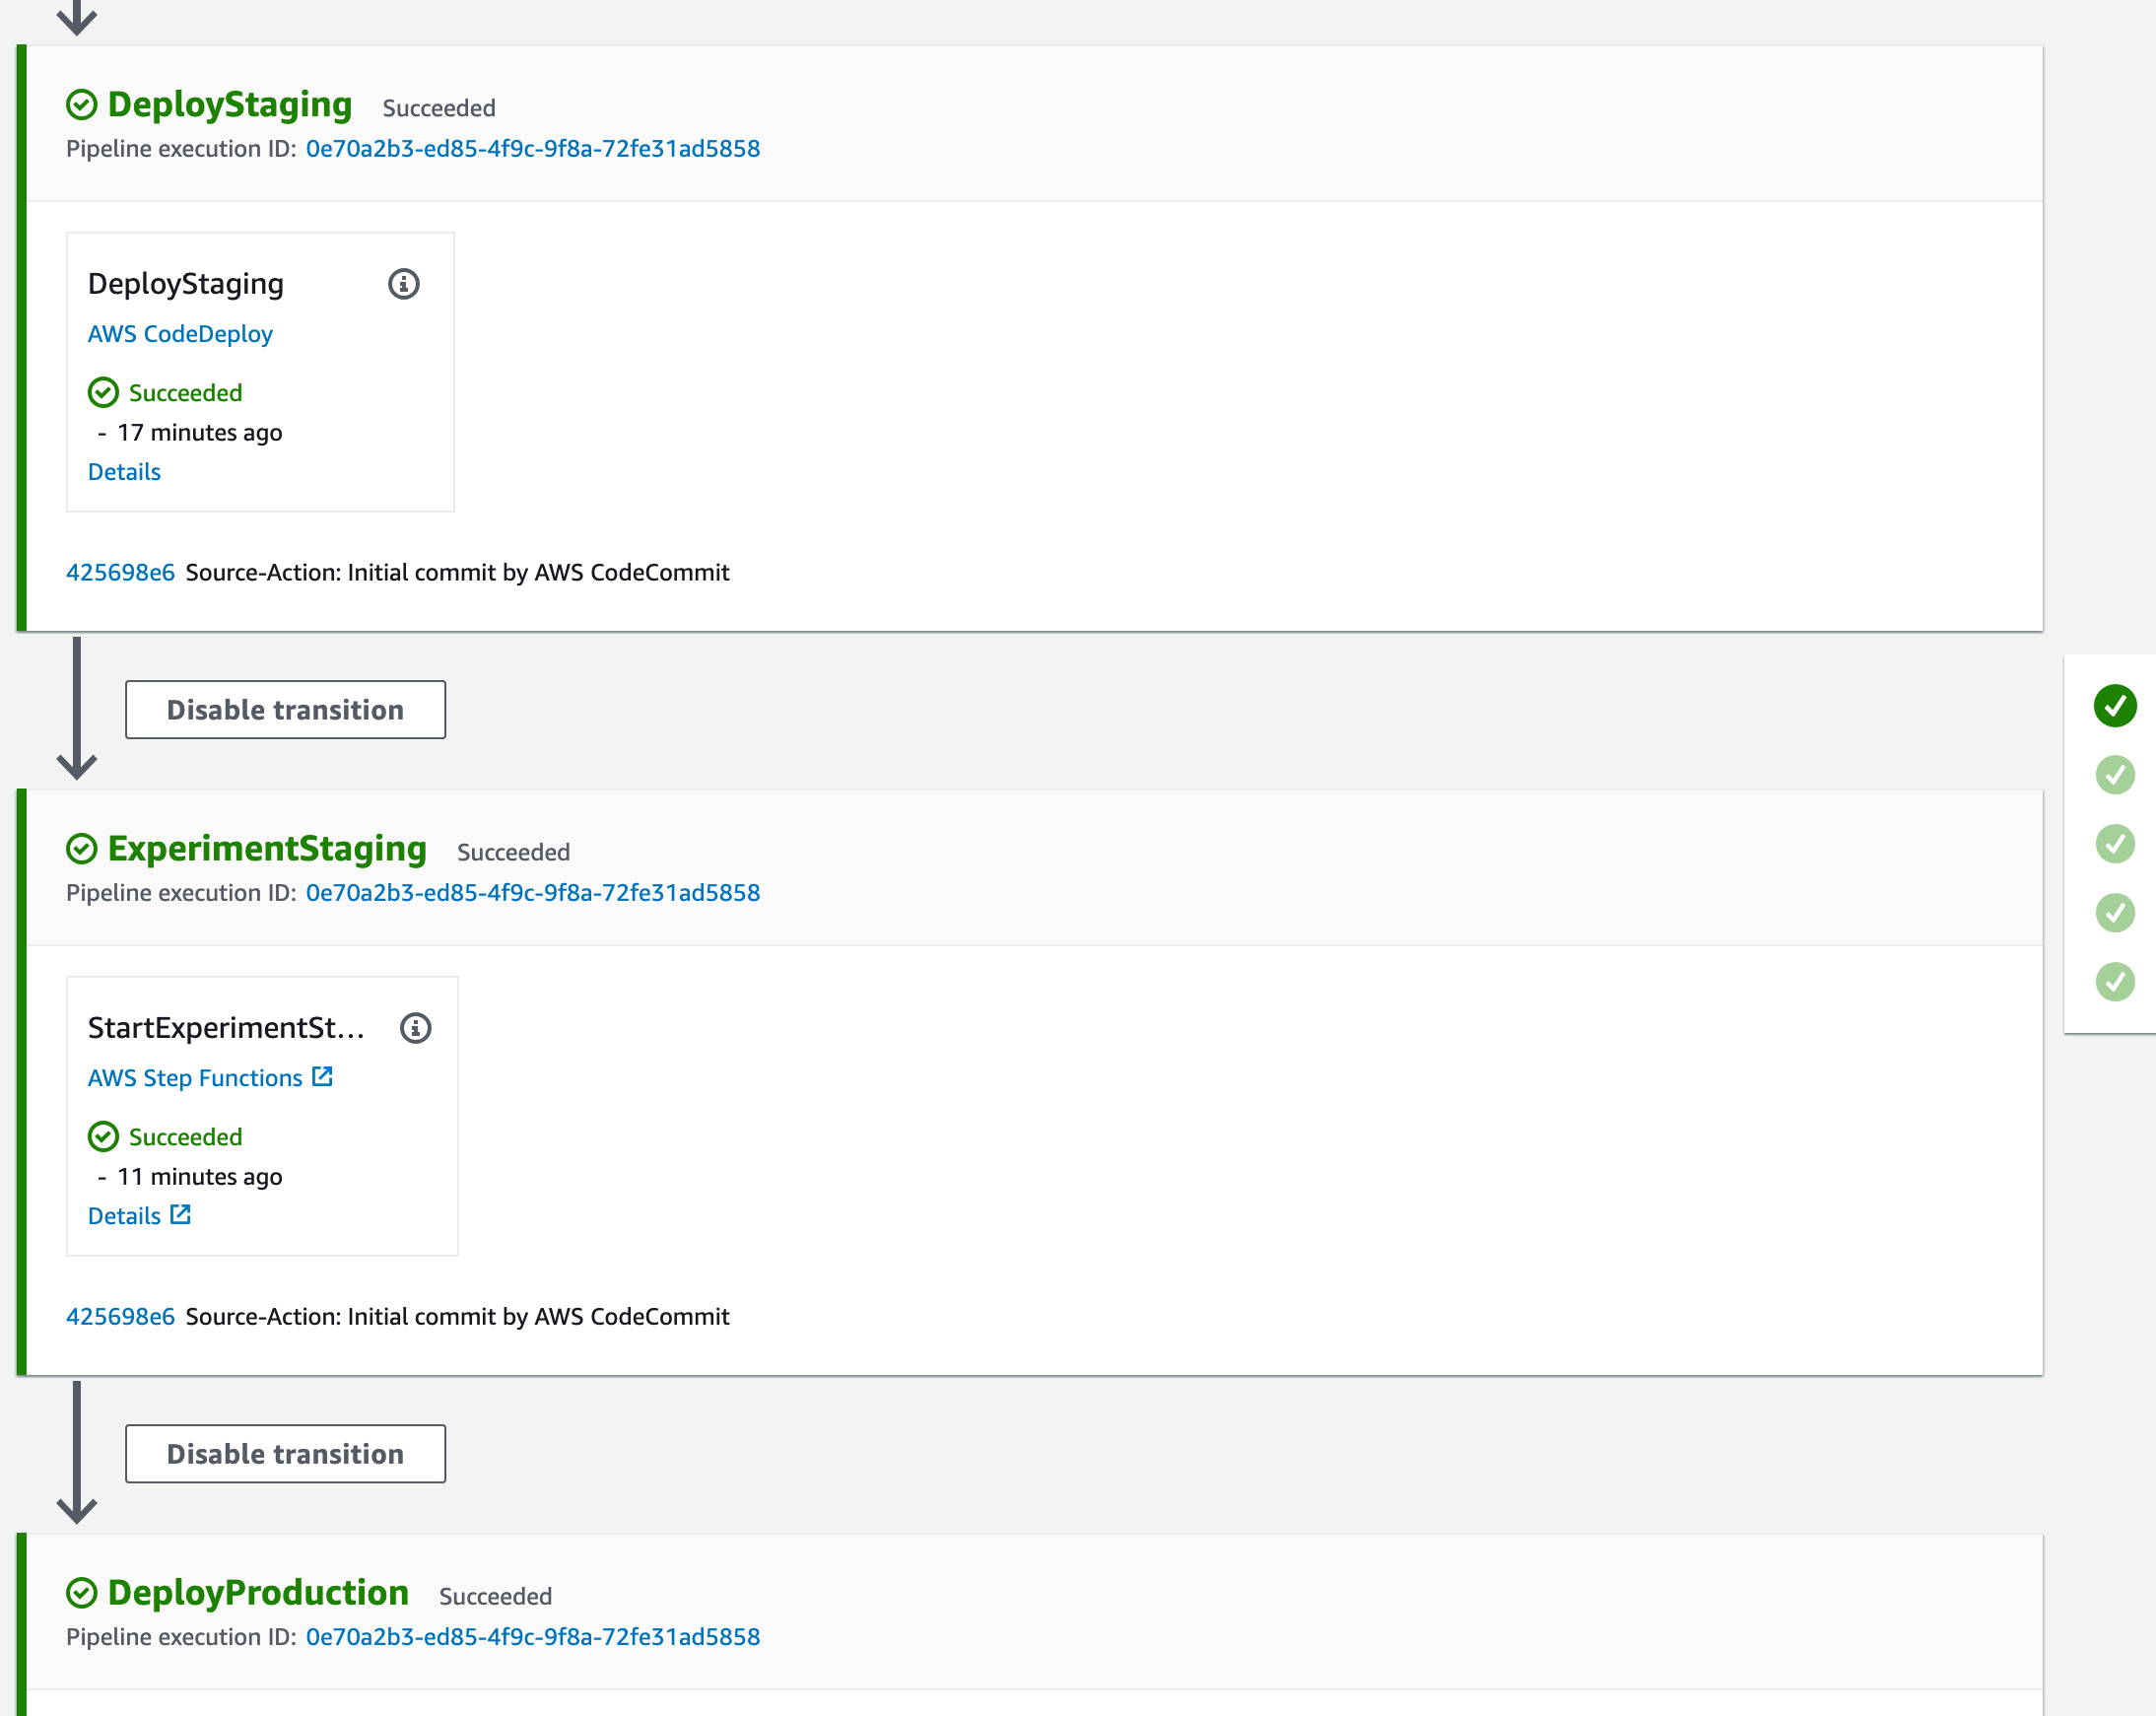 DeployStaging Succeeded
Pipeline execution ID: 0e70a2b3-ed85-4f9c-9f8a-72fe31ad5858
DeployStaging
AWS CodeDeploy
Succeeded
- 17 minutes ago
Details
425698e6 Source-Action: Initial commit by AWS CodeCommit
Disable transition
ExperimentStaging Succeeded
Pipeline execution ID: 0e70a2b3-ed85-4f9c-9f8a-72fe31ad5858
StartExperimentSt...
AWS Step Functions
Succeeded
- 11 minutes ago
Details
425698e6 Source-Action: Initial commit by AWS CodeCommit
Disable transition
DeployProduction Succeeded
Pipeline execution ID: 0e70a2b3-ed85-4f9c-9f8a-72fe31ad5858